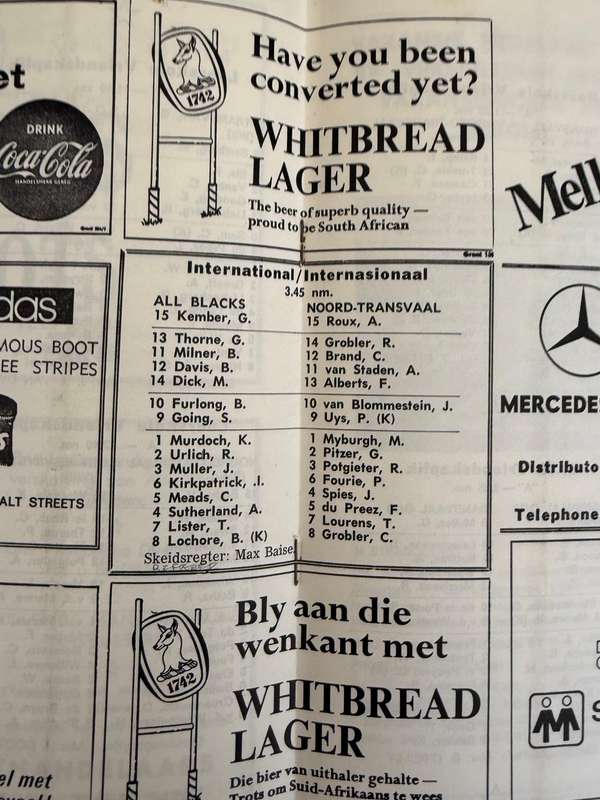 et
DRINK
Coca-Cola
HANDELSMERK GEREG.
1742
Have you been
converted yet?
WHITBREAD
LAGER
The beer of superb quality —
proud to be South African
Mell
das
MOUS BOOT
EE STRIPES
ALT STREETS
International/Internasionaal
3.45 nm.
ALL BLACKS
15 Kember, G.
13 Thorne, G.
11 Milner, B.
12 Davis, B.
14 Dick, M.
10 Furlong, B.
9 Going, S.
1 Murdoch, K.
2 Urlich, R.
3 Muller, J.
6 Kirkpatrick, .I.
5 Meads, C.
4 Sutherland, A.
7 Lister, T.
8 Lochore, B. (K)
Skeidsregter: Max Baise
NOORD-TRANSVAAL
15 Roux, A.
14 Grobler, R.
12 Brand, C.
11 van Staden, A.
13 Alberts, F.
10 van Blommestein, J.
9 Uys, P. (K)
1 Myburgh, M.
2 Pitzer, G.
3 Potgieter, R.
6 Fourie, P.
4 Spies, J.
5 du Preez, F.
7 Lourens, T.
8 Grobler, C.
MERCEDE
Distributo
Telephone
1742
Bly aan die
wenkant met
WHITBREAD
LAGER
Die bier van uithaler gehalte —
Trots om Suid-Afrikaans te wees
el met
S